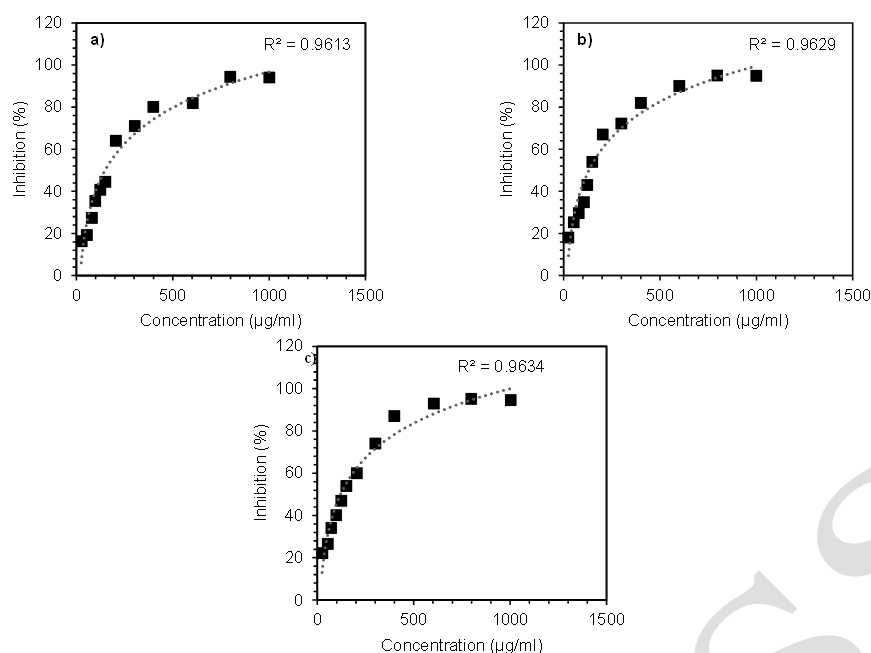 a)
R² = 0.9613
120
100
80
60
40
20
0
Inhibition (%)
0 500 1000 1500
Concentration (µg/ml)
b)
R² = 0.9629
120
100
80
60
40
20
0
Inhibition (%)
0 500 1000 1500
Concentration (µg/ml)
c)
R² = 0.9634
120
100
80
60
40
20
0
Inhibition (%)
0 500 1000 1500
Concentration (µg/ml)